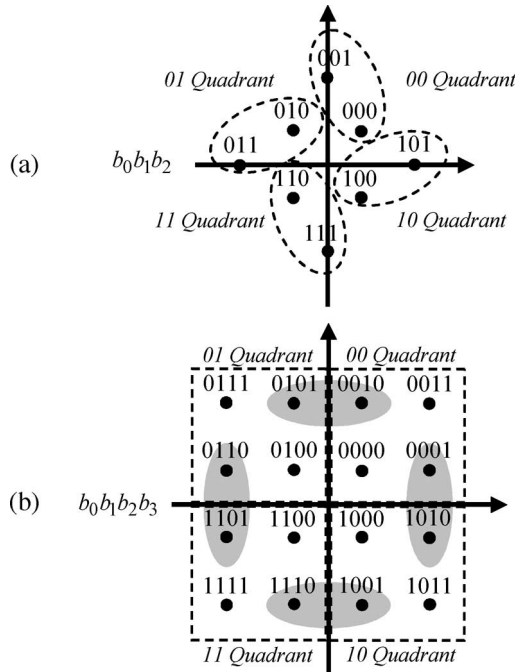 001
01 Quadrant 00 Quadrant
010 000
011 101
(a) b0b1b2
110 100
11 Quadrant 111 10 Quadrant
01 Quadrant 00 Quadrant
0111 0101 0010 0011
0110 0100 0000 0001
(b) b0b1b2b3
1101 1100 1000 1010
1111 1110 1001 1011
11 Quadrant 10 Quadrant